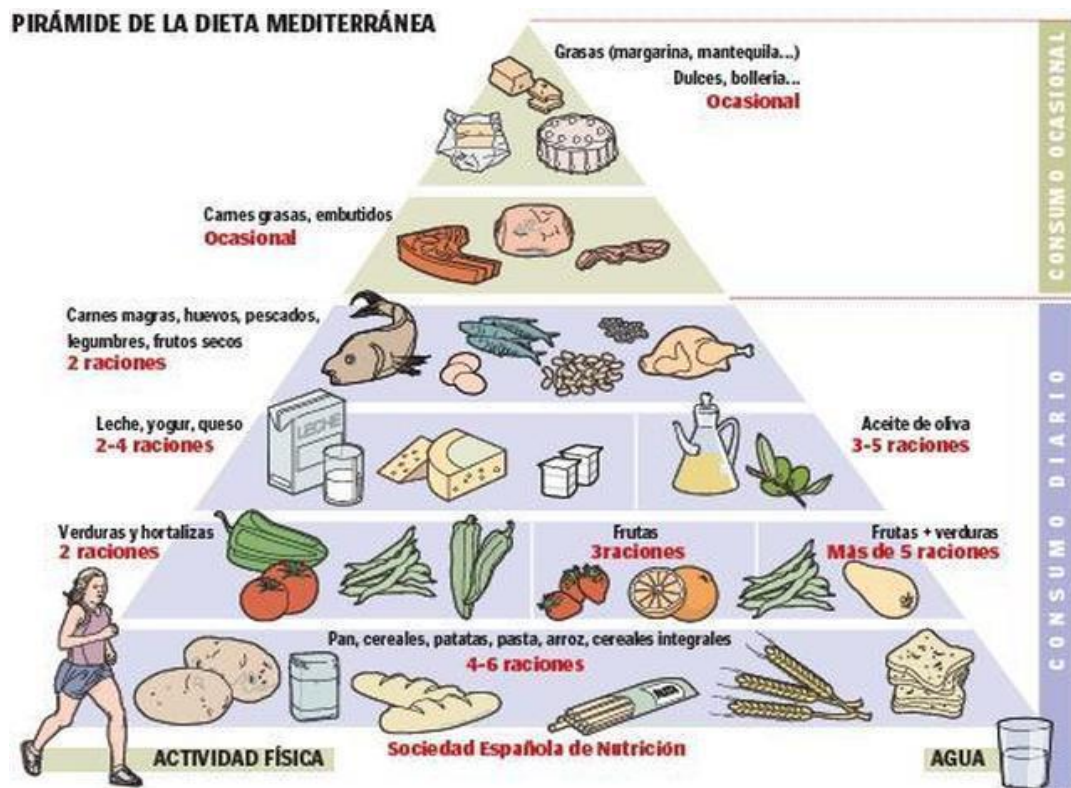 PIRÁMIDE DE LA DIETA MEDITERRÁNEA
Grasas (margarina, mantequila...)
Dulces, bolleria...
Ocasional
CONSUMO OCASIONAL
Carnes grasas, embutidos
Ocasional
Carnes magras, huevos, pescados,
legumbres, frutos secos
2 raciones
Leche, yogur, queso
2-4 raciones
LECHE
Aceite de oliva
3-5 raciones
CONSUMO DIARIO
Verduras y hortalizas
2 raciones
Frutas
3raciones
Frutas + verduras
Más de 5 raciones
Pan, cereales, patatas, pasta, arroz, cereales integrales
4-6 raciones
Sociedad Española de Nutrición
ACTIVIDAD FÍSICA
AGUA